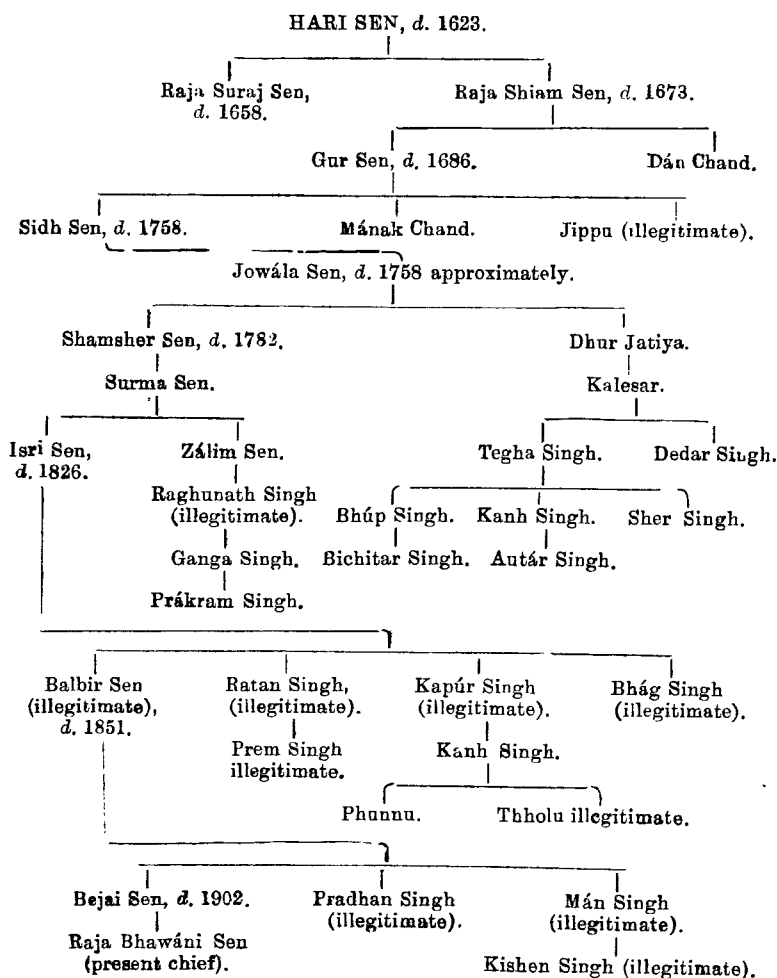 HARI SEN, d. 1623.
Raja Suraj Sen, Raja Shiam Sen, d. 1673.
d. 1658.
Gur Sen, d. 1686. Dán Chand.
Sidh Sen, d. 1758. Mának Chand. Jippu (illegitimate).
Jowála Sen, d. 1758 approximately.
Shamsher Sen, d. 1782. Dhur Jatiya.
Surma Sen. Kalesar.
Isri Sen, Zálim Sen. Tegha Singh. Dedar Singh.
d. 1826.
Raghunath Singh
(illegitimate). Bhúp Singh. Kanh Singh. Sher Singh.
Ganga Singh. Bichitar Singh. Autár Singh.
Prákram Singh.
Balbir Sen Ratan Singh, Kapúr Singh Bhág Singh
(illegitimate), (illegitimate). (illegitimate). (illegitimate).
d. 1851.
Prem Singh Kanh Singh.
illegitimate.
Phunnu. Thholu illegitimate.
Bejai Sen, d. 1902. Pradhan Singh Mán Singh
(illegitimate). (illegitimate).
Raja Bhawáni Sen
(present chief). Kishen Singh (illegitimate).